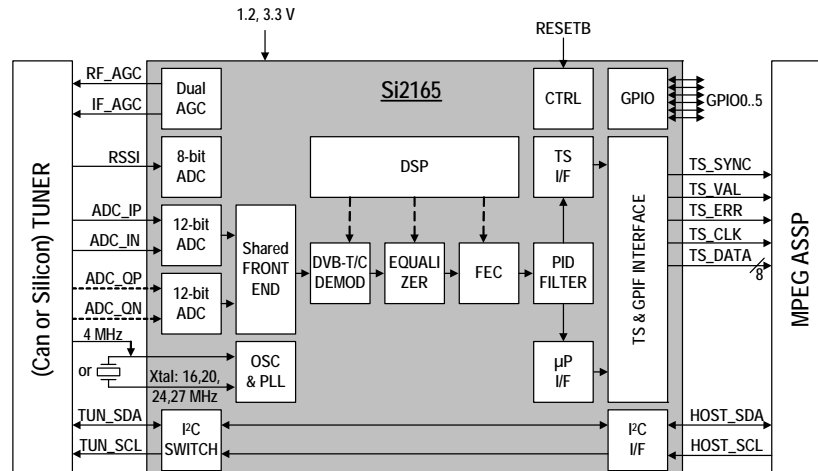 1.2, 3.3 V
RESETB
Si2165
(Can or Silicon) TUNER
RF_AGC
IF_AGC
Dual
AGC
CTRL
GPIO
GPIO0..5
RSSI
8-bit
ADC
DSP
TS
I/F
TS_SYNC
TS_VAL
TS_ERR
TS_CLK
TS_DATA
8
ADC_IP
ADC_IN
12-bit
ADC
Shared
FRONT
END
DVB-T/C
DEMOD
EQUALI
ZER
FEC
PID
FILTER
TS & GPIF INTERFACE
MPEG ASSP
ADC_QP
ADC_QN
12-bit
ADC
4 MHz
or
Xtal: 16,20,
24,27 MHz
OSC
& PLL
µP
I/F
TUN_SDA
TUN_SCL
I²C
SWITCH
I²C
I/F
HOST_SDA
HOST_SCL